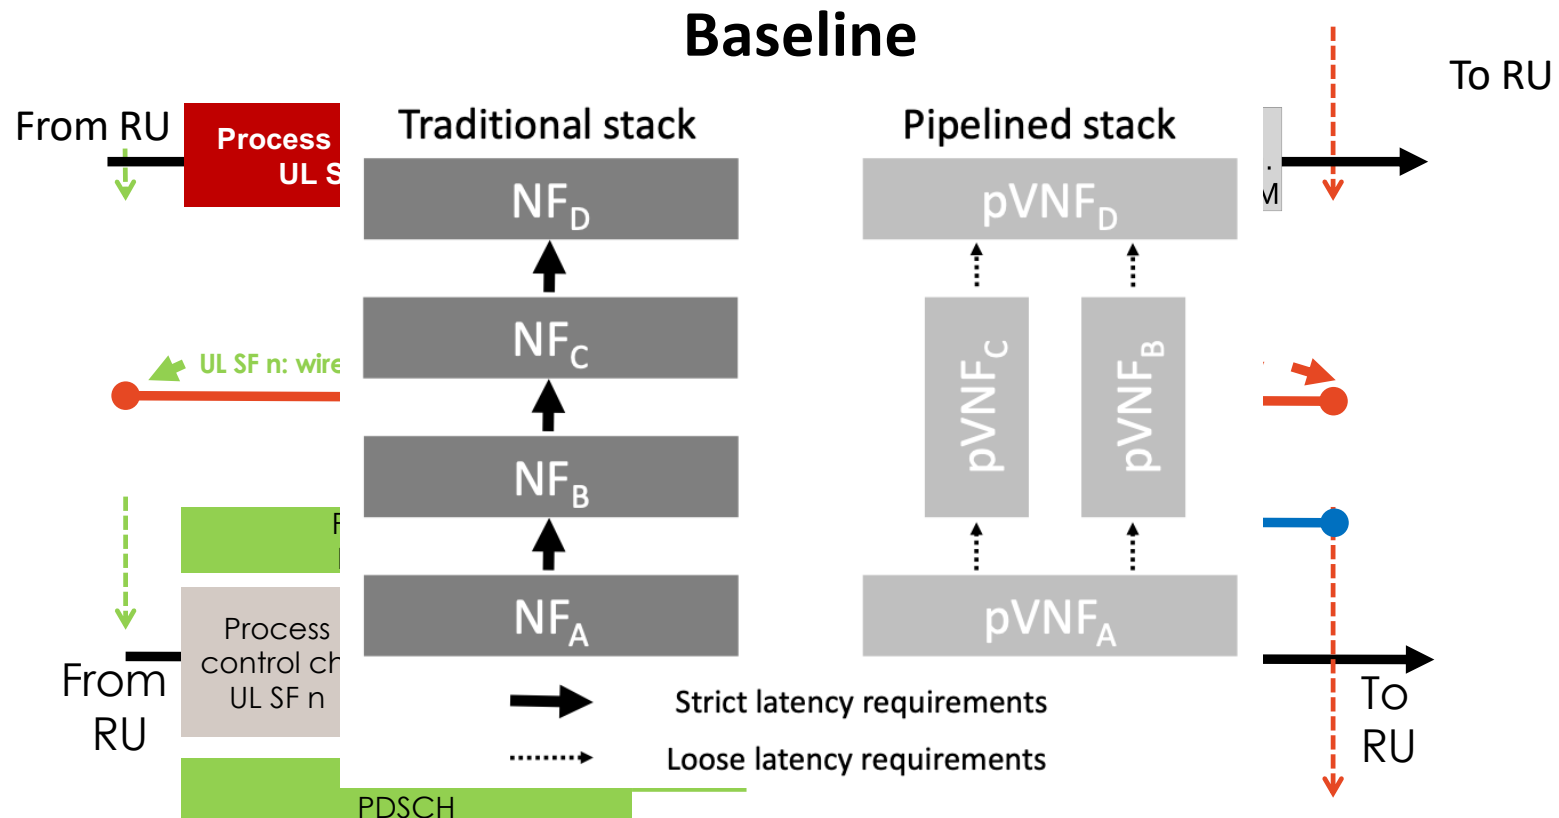 Baseline
To RU
From RU
Process
UL S
Traditional stack
Pipelined stack
NFD
pVNFD
M
NFC
pVNFC
pVNFB
UL SF n: wire
NFB
NFA
pVNFA
Process
control ch
UL SF n
From
RU
To
RU
Strict latency requirements
Loose latency requirements
PDSCH